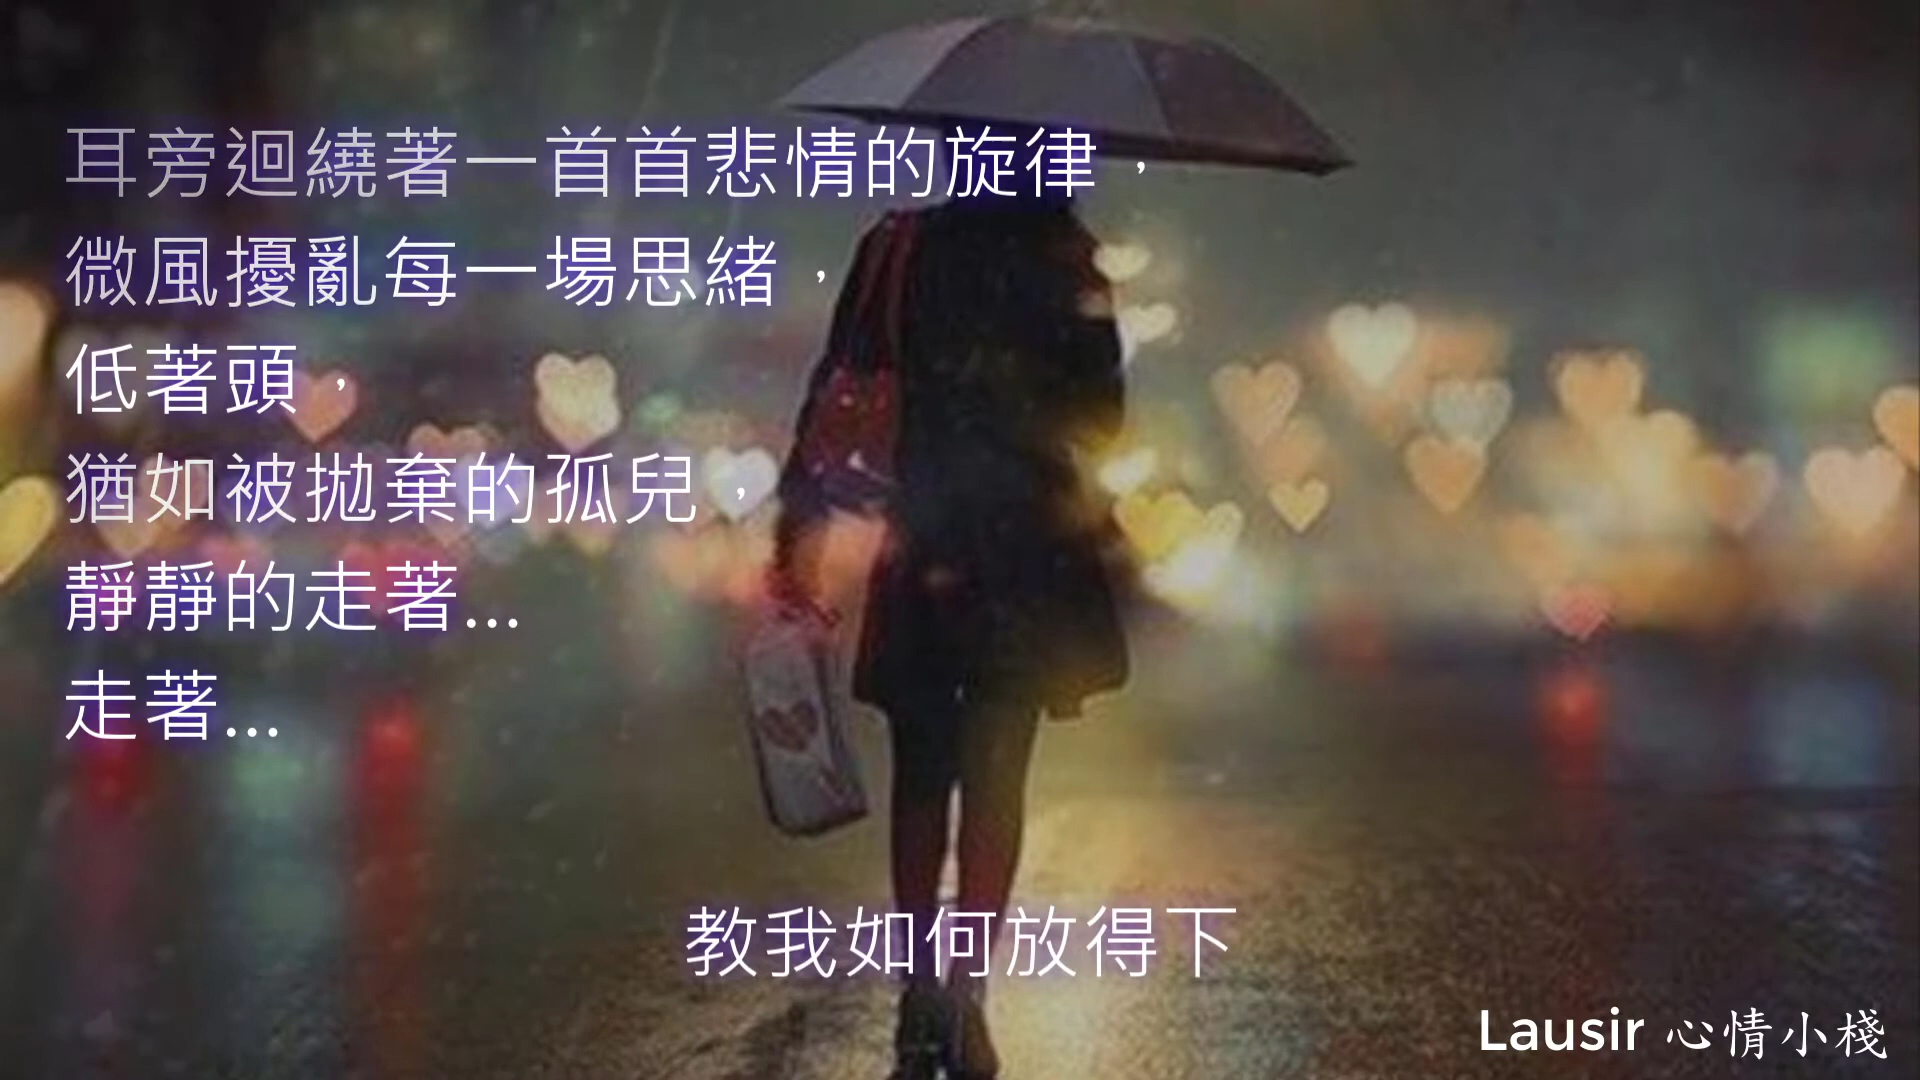 耳旁迴繞著一首首悲情的旋律，
微風擾亂每一場思緒，
低著頭，
猶如被拋棄的孤兒，
靜靜的走著...
走著...
教我如何放得下
Lausir 心情小棧